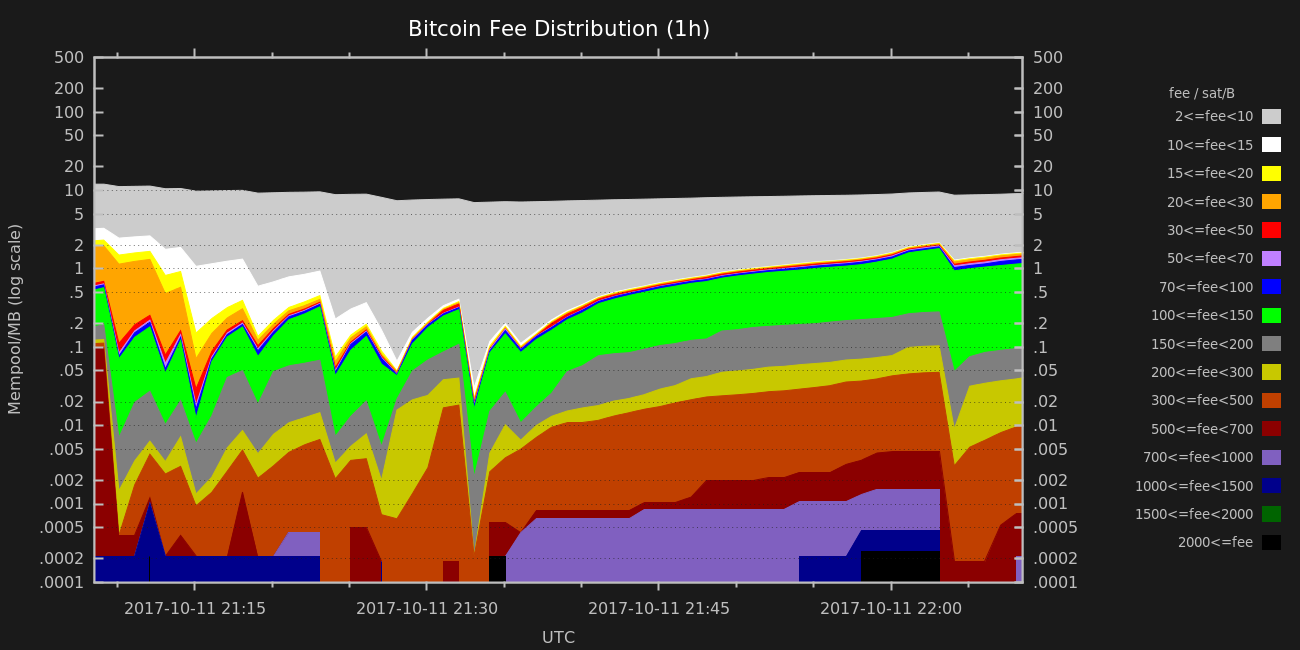 Bitcoin Fee Distribution (1h)
Mempool/MB (log scale)
500
200
100
50
20
10
5
2
1
.5
.2
.1
.05
.02
.01
.005
.002
.001
.0005
.0002
.0001
500
200
100
50
20
10
5
2
1
.5
.2
.1
.05
.02
.01
.005
.002
.001
.0005
.0002
.0001
2017-10-11 21:15
2017-10-11 21:30
2017-10-11 21:45
2017-10-11 22:00
UTC
fee / sat/B
2<=fee<10
10<=fee<15
15<=fee<20
20<=fee<30
30<=fee<50
50<=fee<70
70<=fee<100
100<=fee<150
150<=fee<200
200<=fee<300
300<=fee<500
500<=fee<700
700<=fee<1000
1000<=fee<1500
1500<=fee<2000
2000<=fee